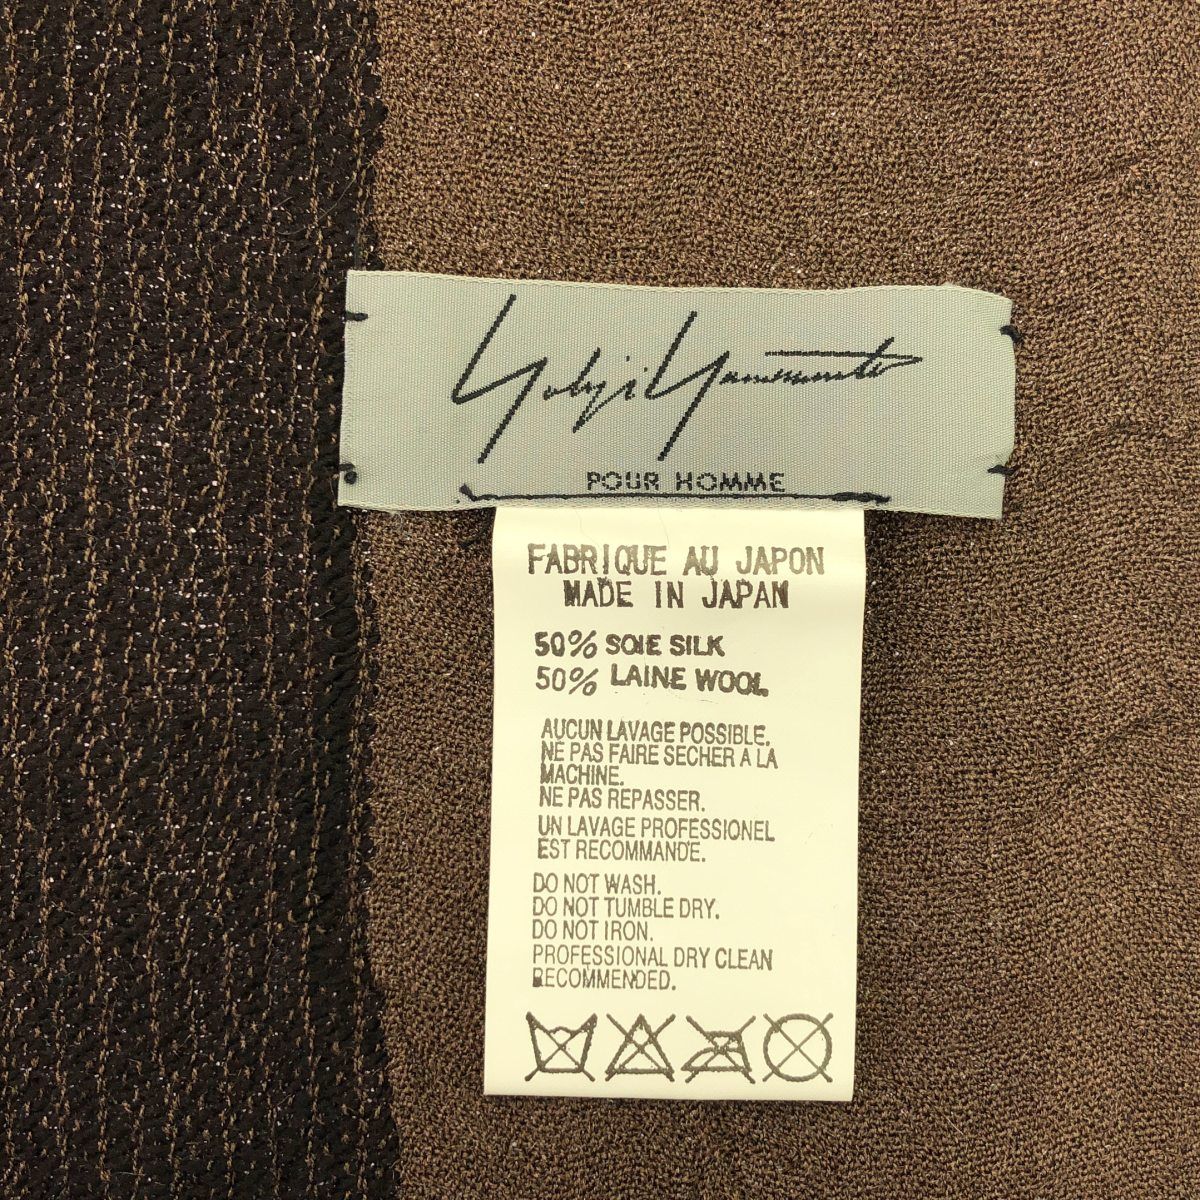 Yohji Yamamoto
POUR HOMME
FABRIQUE AU JAPON
MADE IN JAPAN
50% SOIE SILK
50% LAINE WOOL
AUCUN LAVAGE POSSIBLE.
NE PAS FAIRE SECHER A LA
MACHINE.
NE PAS REPASSER.
UN LAVAGE PROFESSIONEL
EST RECOMMANDE.
DO NOT WASH.
DO NOT TUMBLE DRY.
DO NOT IRON.
PROFESSIONAL DRY CLEAN
RECOMMENDED.